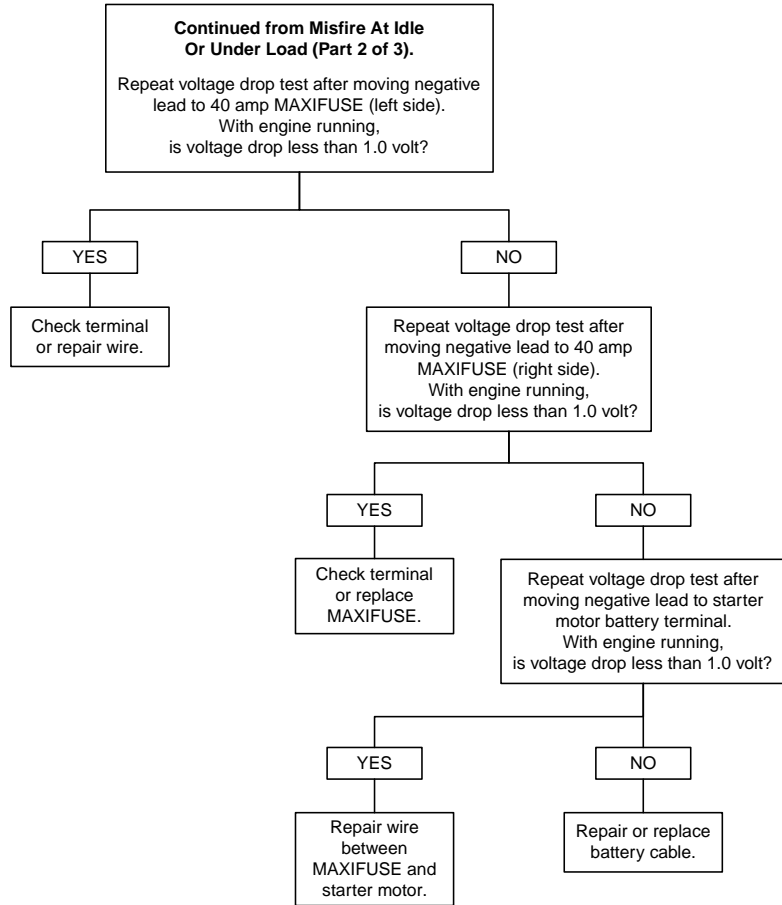 Continued from Misfire At Idle
Or Under Load (Part 2 of 3).
Repeat voltage drop test after moving negative
lead to 40 amp MAXIFUSE (left side).
With engine running,
is voltage drop less than 1.0 volt?
YES
NO
Check terminal
or repair wire.
Repeat voltage drop test after
moving negative lead to 40 amp
MAXIFUSE (right side).
With engine running,
is voltage drop less than 1.0 volt?
YES
NO
Check terminal
or replace
MAXIFUSE.
Repeat voltage drop test after
moving negative lead to starter
motor battery terminal.
With engine running,
is voltage drop less than 1.0 volt?
YES
NO
Repair wire
between
MAXIFUSE and
starter motor.
Repair or replace
battery cable.